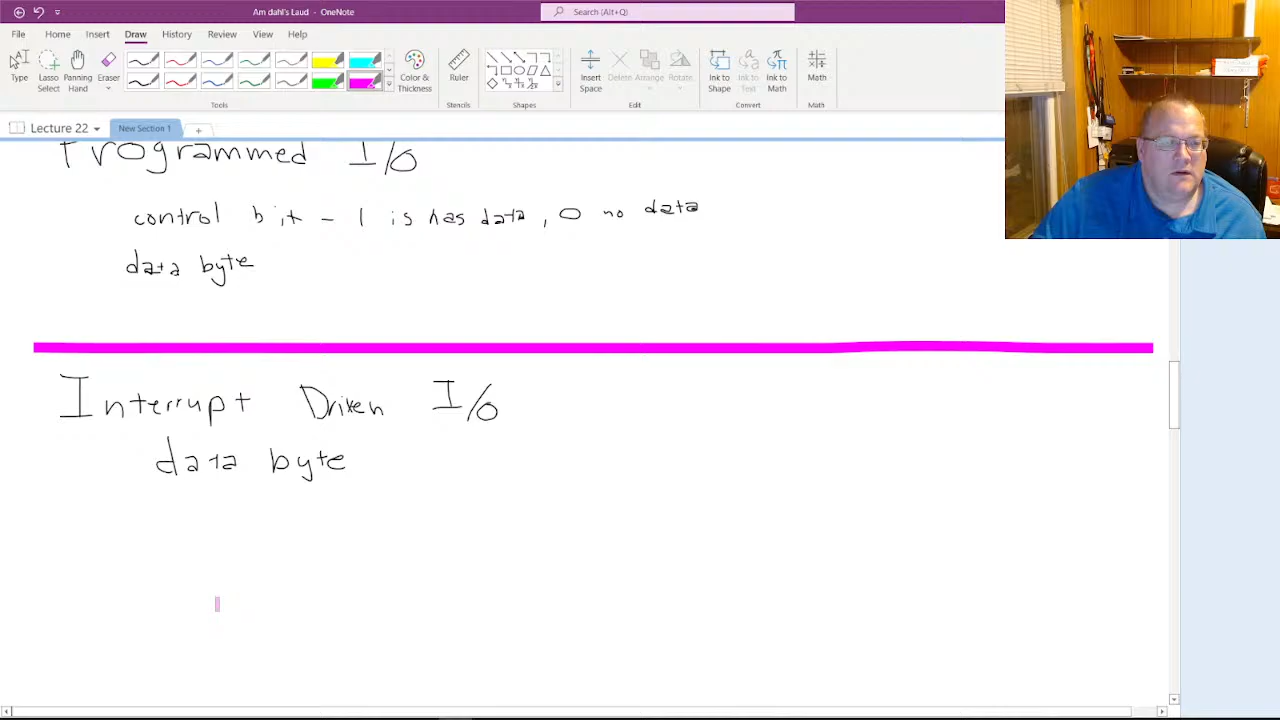 Am dahl's Laud - OneNote
Search (Alt+Q)
File Home Insert Draw History Review View Help
Type Lasso Select Panning Hand Eraser Thickness Ruler Shapes Insert Space Delete Arrange Rotate Ink to Shape Ink to Text Ink to Math Math
Tools Stencils Shapes Edit Convert Math
Lecture 22 New Section 1 +
Programmed I/O
control bit - 1 is has data, 0 no data
data byte
Interrupt Driven I/O
data byte